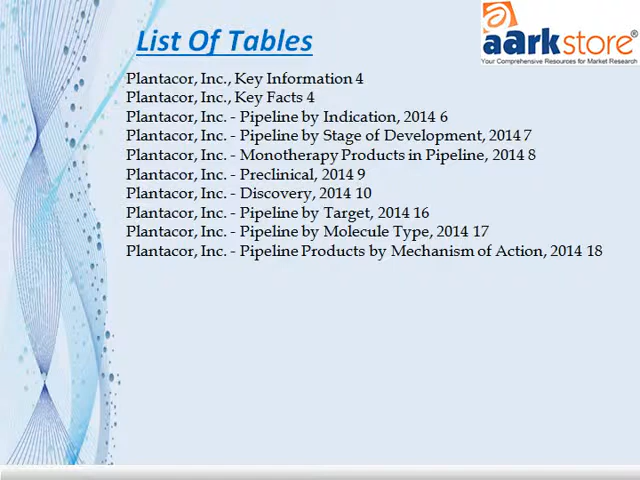 List Of Tables
aarkstore®
Your Comprehensive Resources for Market Research
Plantacor, Inc., Key Information 4
Plantacor, Inc., Key Facts 4
Plantacor, Inc. - Pipeline by Indication, 2014 6
Plantacor, Inc. - Pipeline by Stage of Development, 2014 7
Plantacor, Inc. - Monotherapy Products in Pipeline, 2014 8
Plantacor, Inc. - Preclinical, 2014 9
Plantacor, Inc. - Discovery, 2014 10
Plantacor, Inc. - Pipeline by Target, 2014 16
Plantacor, Inc. - Pipeline by Molecule Type, 2014 17
Plantacor, Inc. - Pipeline Products by Mechanism of Action, 2014 18